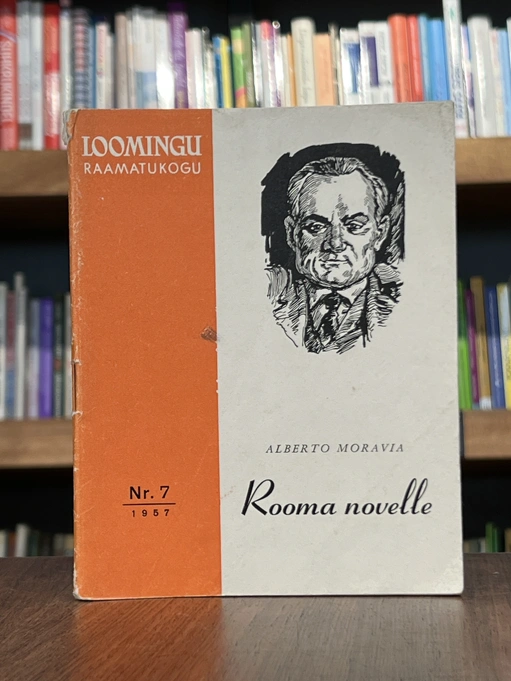 LOOMINGU
RAAMATUKOGU
ALBERTO MORAVIA
Rooma novelle
Nr. 7
1957